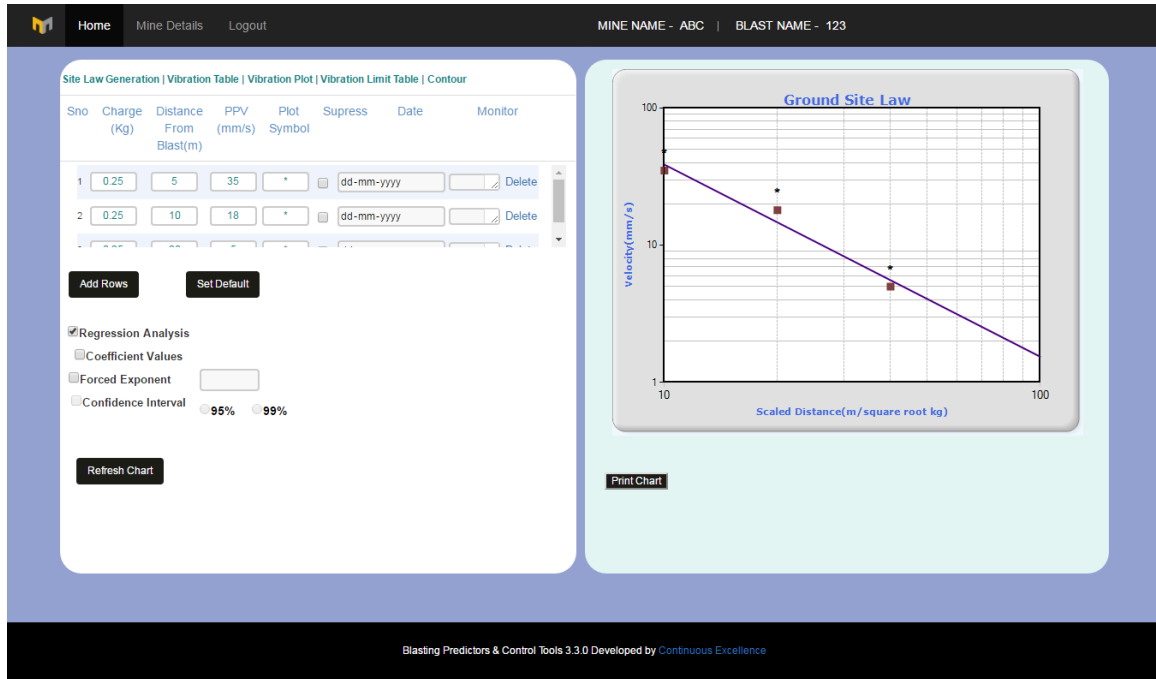 Home Mine Details Logout MINE NAME - ABC | BLAST NAME - 123
Site Law Generation | Vibration Table | Vibration Plot | Vibration Limit Table | Contour
Sno Charge (Kg) Distance From Blast(m) PPV (mm/s) Plot Symbol Supress Date Monitor
1 0.25 5 35 * dd-mm-yyyy Delete
2 0.25 10 18 * dd-mm-yyyy Delete
Add Rows Set Default
Regression Analysis
Coefficient Values
Forced Exponent
Confidence Interval 95% 99%
Refresh Chart
Ground Site Law
100
10
1
Velocity(mm/s)
10 100
Scaled Distance(m/square root kg)
Print Chart
Blasting Predictors & Control Tools 3.3.0 Developed by Continuous Excellence